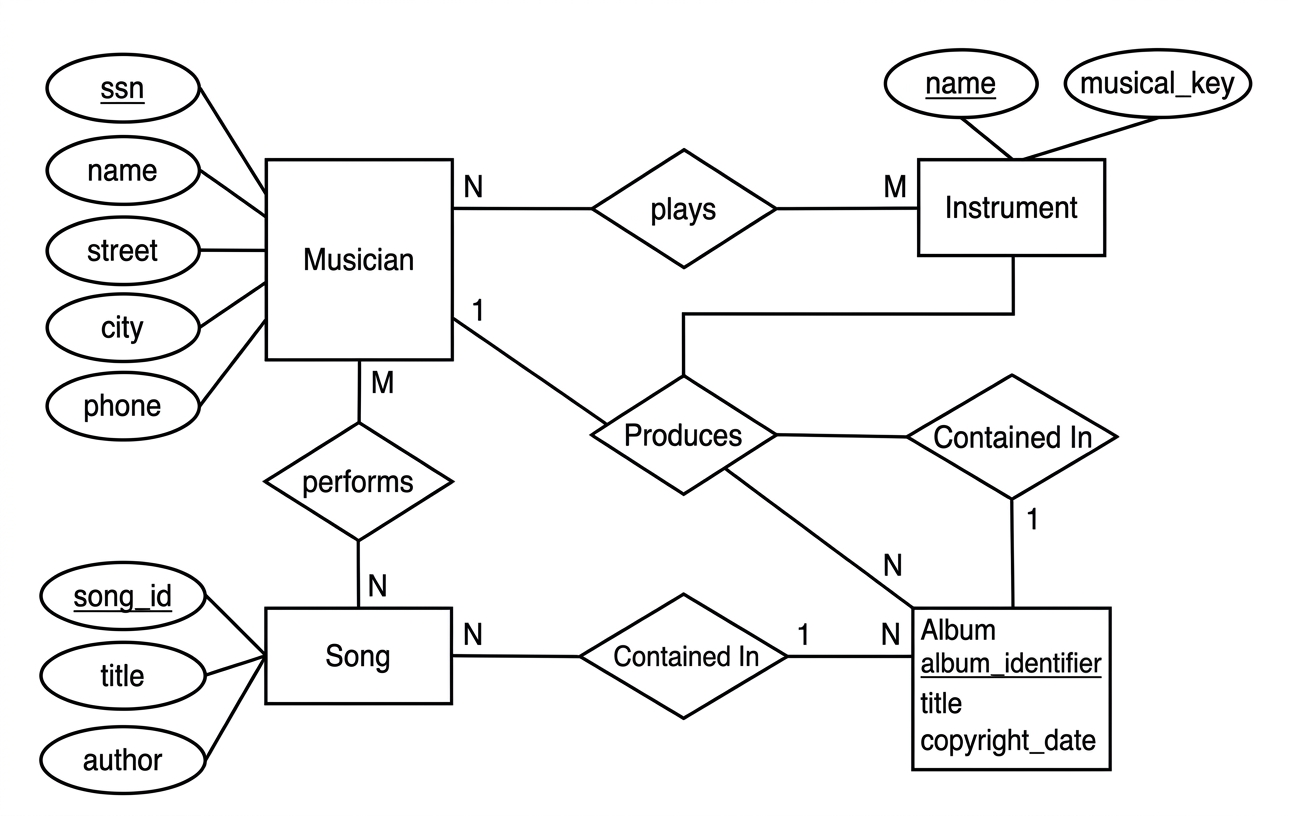 ssn
name
musical_key
name
N
plays
M
Instrument
street
Musician
city
1
phone
M
Produces
Contained In
performs
1
N
N
song_id
N
1
N
Album
Song
Contained In
album_identifier
title
title
copyright_date
author